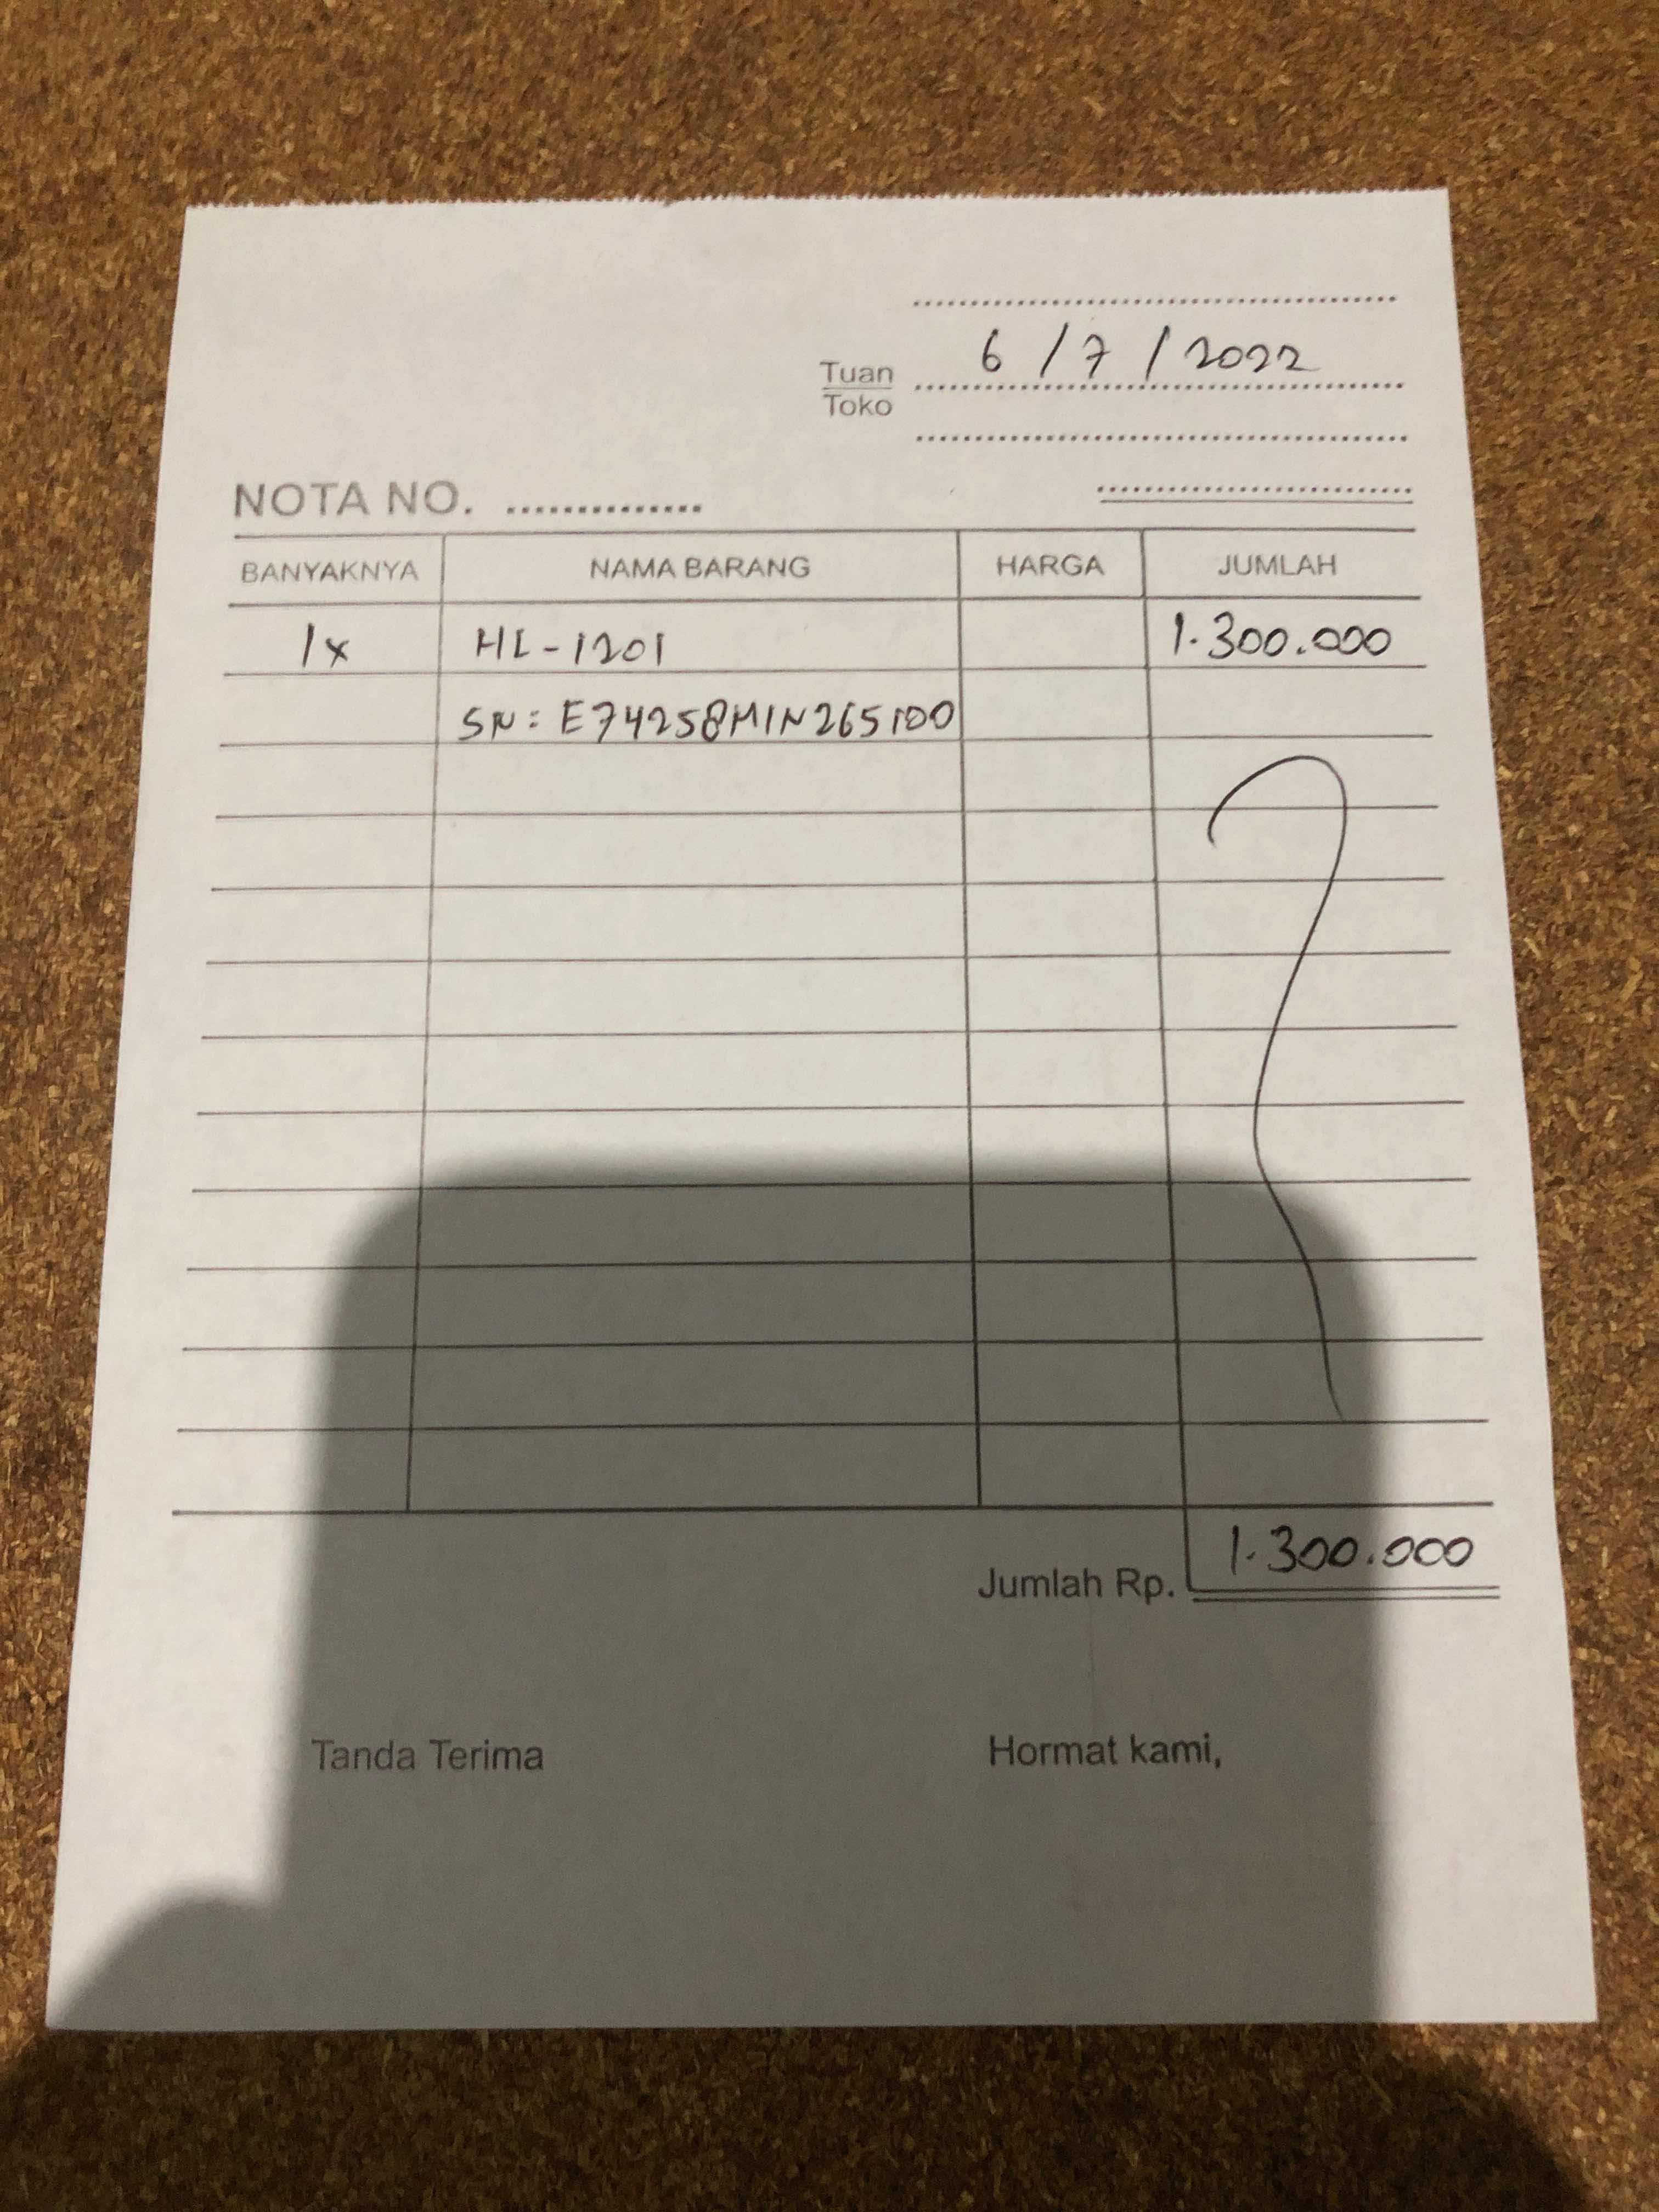 6 / 7 / 2022
Tuan
Toko
NOTA NO. ..............
BANYAKNYA NAMA BARANG HARGA JUMLAH
1x HL-1201 1.300.000
SN: E74258M1N265100
Jumlah Rp. 1.300.000
Tanda Terima Hormat kami,